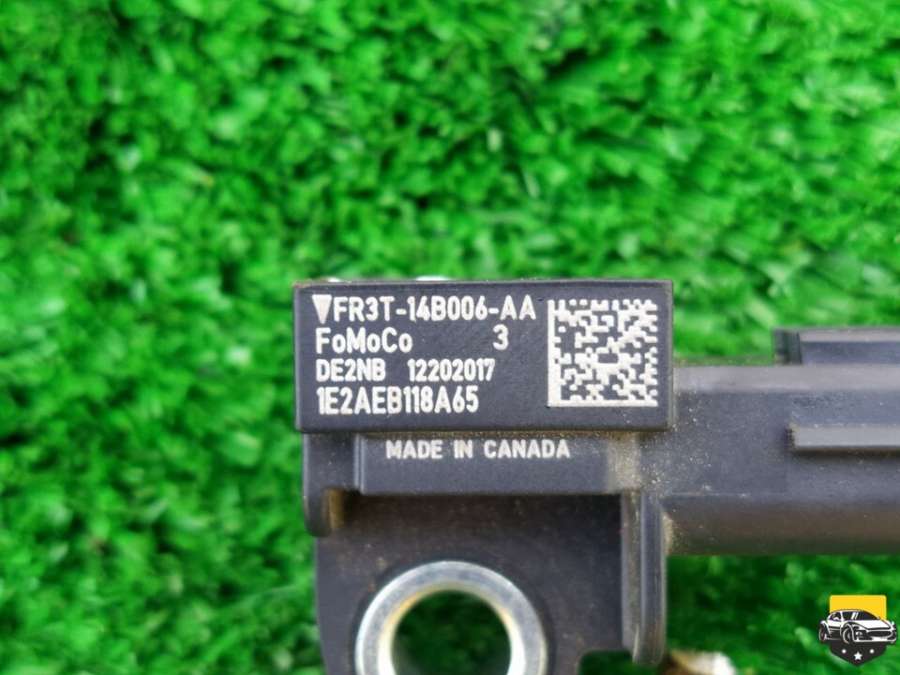 ▼FR3T-14B006-AA
FoMoCo 3
DE2NB 12202017
1E2AEB118A65
MADE IN CANADA